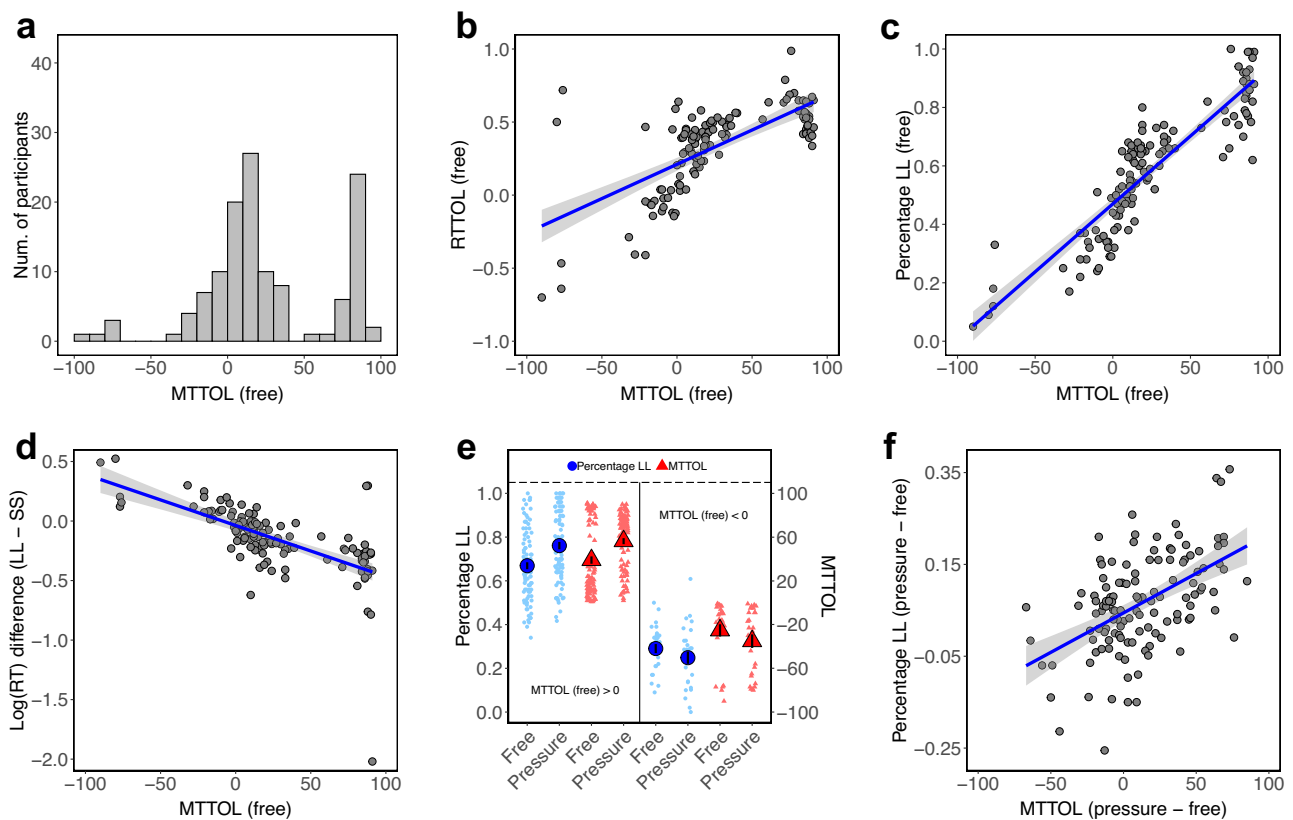 a
40
30
20
10
0
Num. of participants
−100 −50 0 50 100
MTTOL (free)
b
1.0
0.5
0.0
−0.5
−1.0
RTTOL (free)
−100 −50 0 50 100
MTTOL (free)
c
1.0
0.8
0.6
0.4
0.2
0.0
Percentage LL (free)
−100 −50 0 50 100
MTTOL (free)
d
0.5
0.0
−0.5
−1.0
−1.5
−2.0
Log(RT) difference (LL − SS)
−100 −50 0 50 100
MTTOL (free)
e
Percentage LL MTTOL
1.0
0.8
0.6
0.4
0.2
0.0
Percentage LL
MTTOL (free) < 0
MTTOL (free) > 0
100
60
20
−20
−60
−100
MTTOL
Free Pressure Free Pressure Free Pressure Free Pressure
f
0.35
0.15
−0.05
−0.25
Percentage LL (pressure − free)
−100 −50 0 50 100
MTTOL (pressure − free)